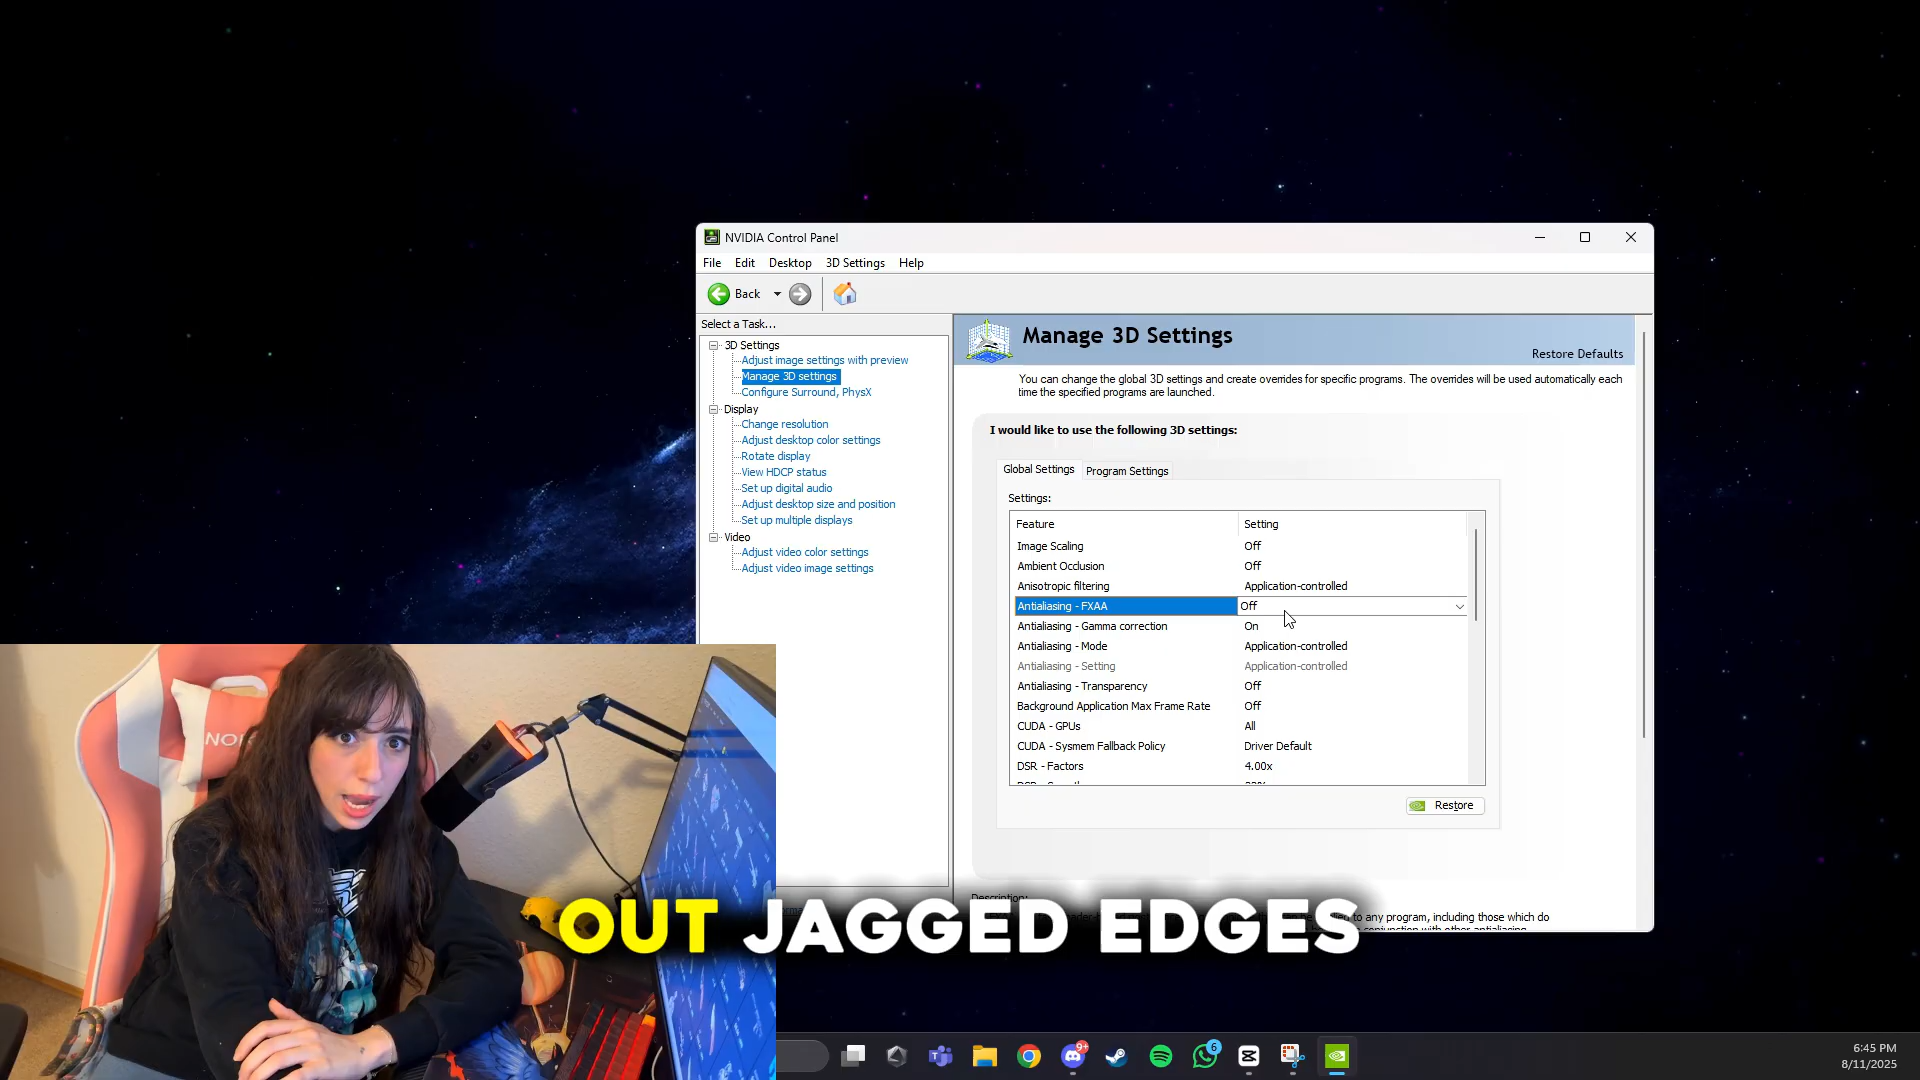 NVIDIA Control Panel
File Edit Desktop 3D Settings Help
Back
Select a Task...
3D Settings
Adjust image settings with preview
Manage 3D settings
Configure Surround, PhysX
Display
Change resolution
Adjust desktop color settings
Rotate display
View HDCP status
Set up digital audio
Adjust desktop size and position
Set up multiple displays
Video
Adjust video color settings
Adjust video image settings
Manage 3D Settings
Restore Defaults
You can change the global 3D settings and create overrides for specific programs. The overrides will be used automatically each
time the specified programs are launched.
I would like to use the following 3D settings:
Global Settings Program Settings
Settings:
Feature Setting
Image Scaling Off
Ambient Occlusion Off
Anisotropic filtering Application-controlled
Antialiasing - FXAA Off
Antialiasing - Gamma correction On
Antialiasing - Mode Application-controlled
Antialiasing - Setting Application-controlled
Antialiasing - Transparency Off
Background Application Max Frame Rate Off
CUDA - GPUs All
CUDA - Sysmem Fallback Policy Driver Default
DSR - Factors 4.00x
Restore
Description:
to any program, including those which do
OUT JAGGED EDGES
9+
6
6:45 PM
8/11/2025